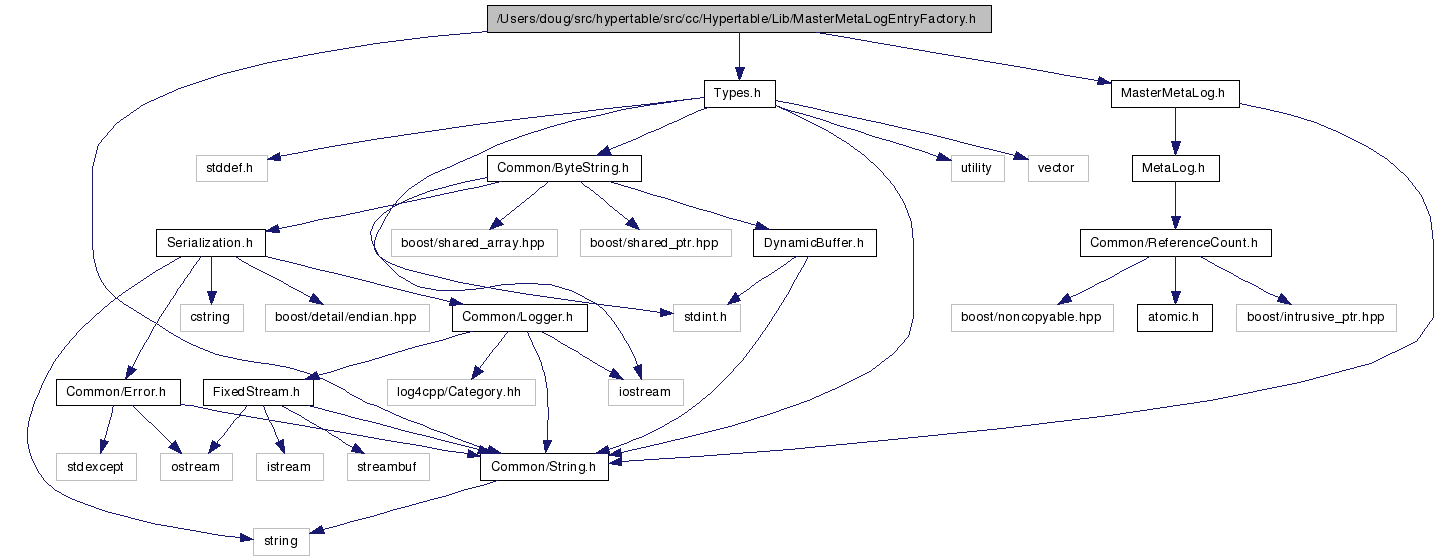 /Users/doug/src/hypertable/src/cc/Hypertable/Lib/MasterMetaLogEntryFactory.h
Types.h
MasterMetaLog.h
stddef.h
Common/ByteString.h
utility
vector
MetaLog.h
Serialization.h
boost/shared_array.hpp
boost/shared_ptr.hpp
DynamicBuffer.h
Common/ReferenceCount.h
cstring
boost/detail/endian.hpp
Common/Logger.h
stdint.h
boost/noncopyable.hpp
atomic.h
boost/intrusive_ptr.hpp
Common/Error.h
FixedStream.h
log4cpp/Category.hh
iostream
stdexcept
ostream
istream
streambuf
Common/String.h
string